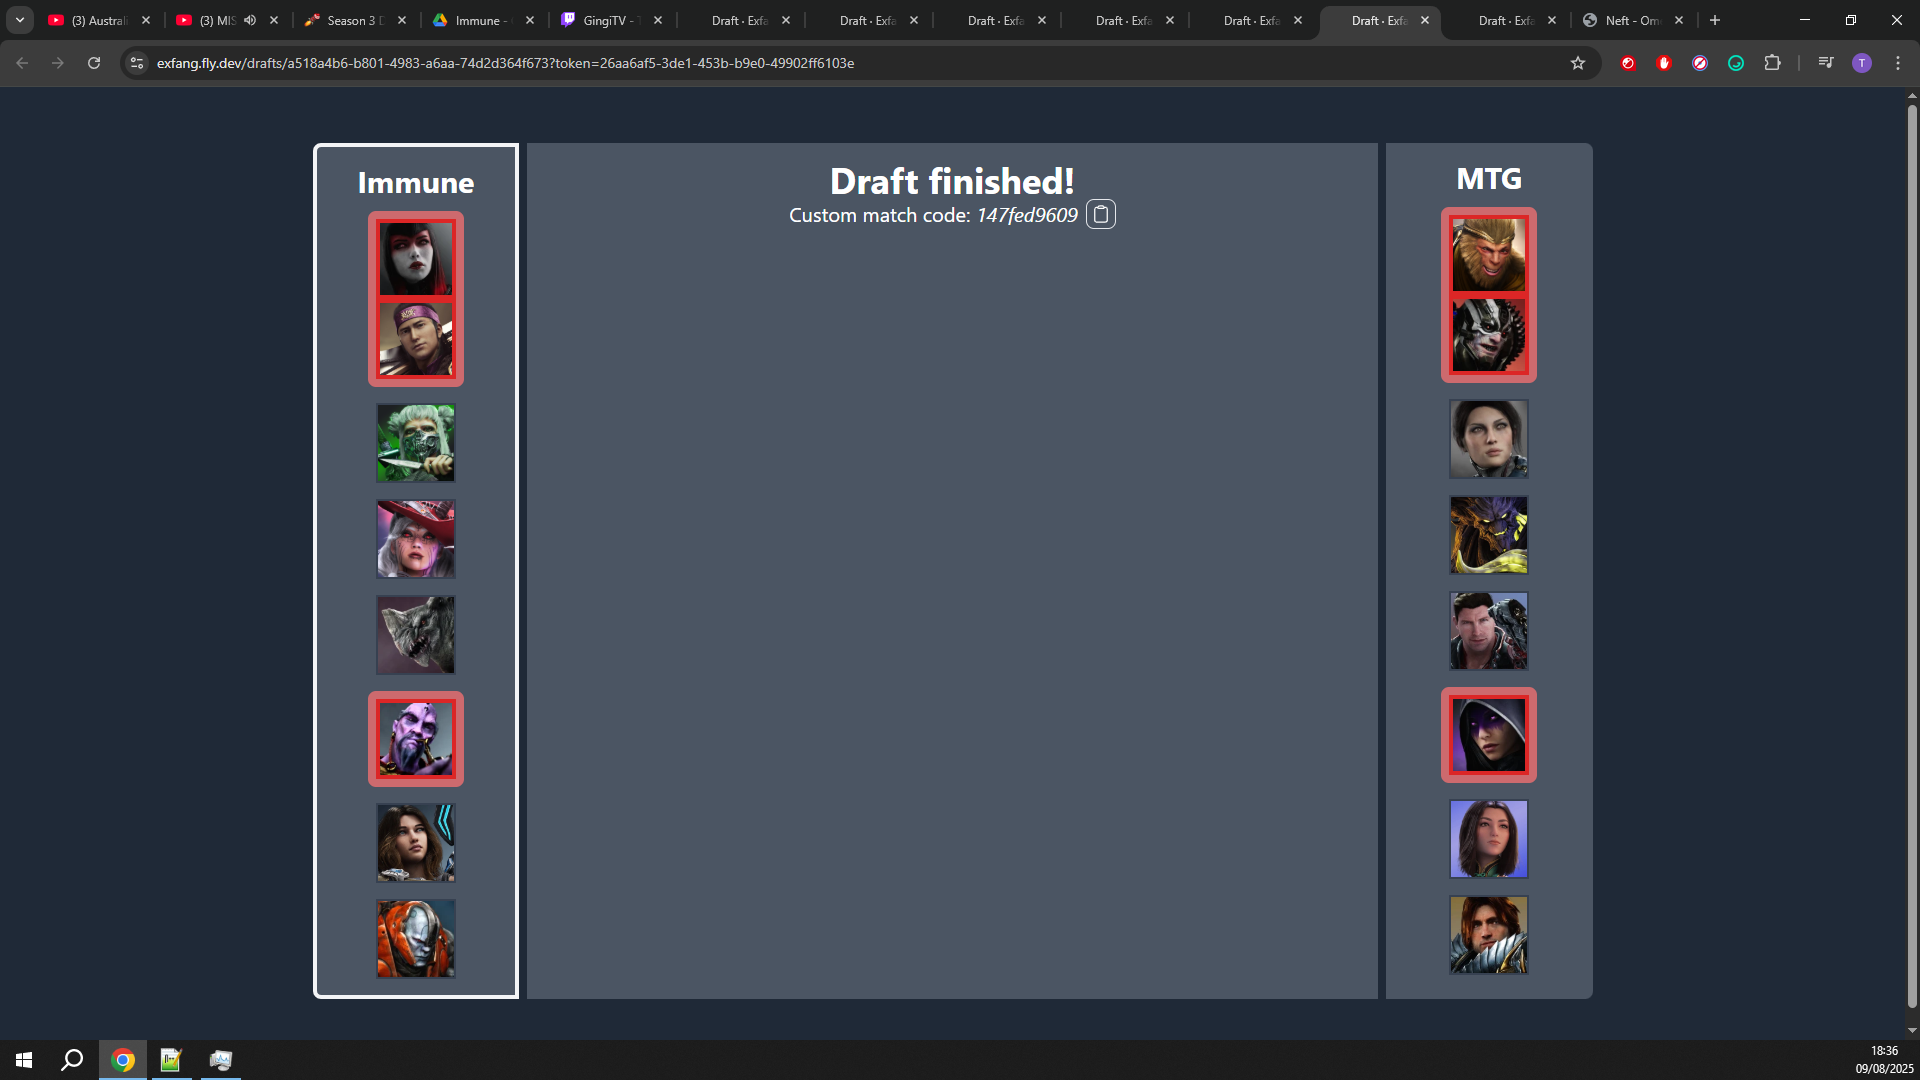 (3) Austral
(3) MIS
Season 3 D
Immune -
GingiTV - T
Draft · Exfa
Draft · Exfa
Draft · Exfa
Draft · Exfa
Draft · Exfa
Draft · Exfa
Draft · Exfa
Neft - Om
exfang.fly.dev/drafts/a518a4b6-b801-4983-a6aa-74d2d364f673?token=26aa6af5-3de1-453b-b9e0-49902ff6103e
T
Immune
Draft finished!
Custom match code: 147fed9609
MTG
18:36
09/08/2025